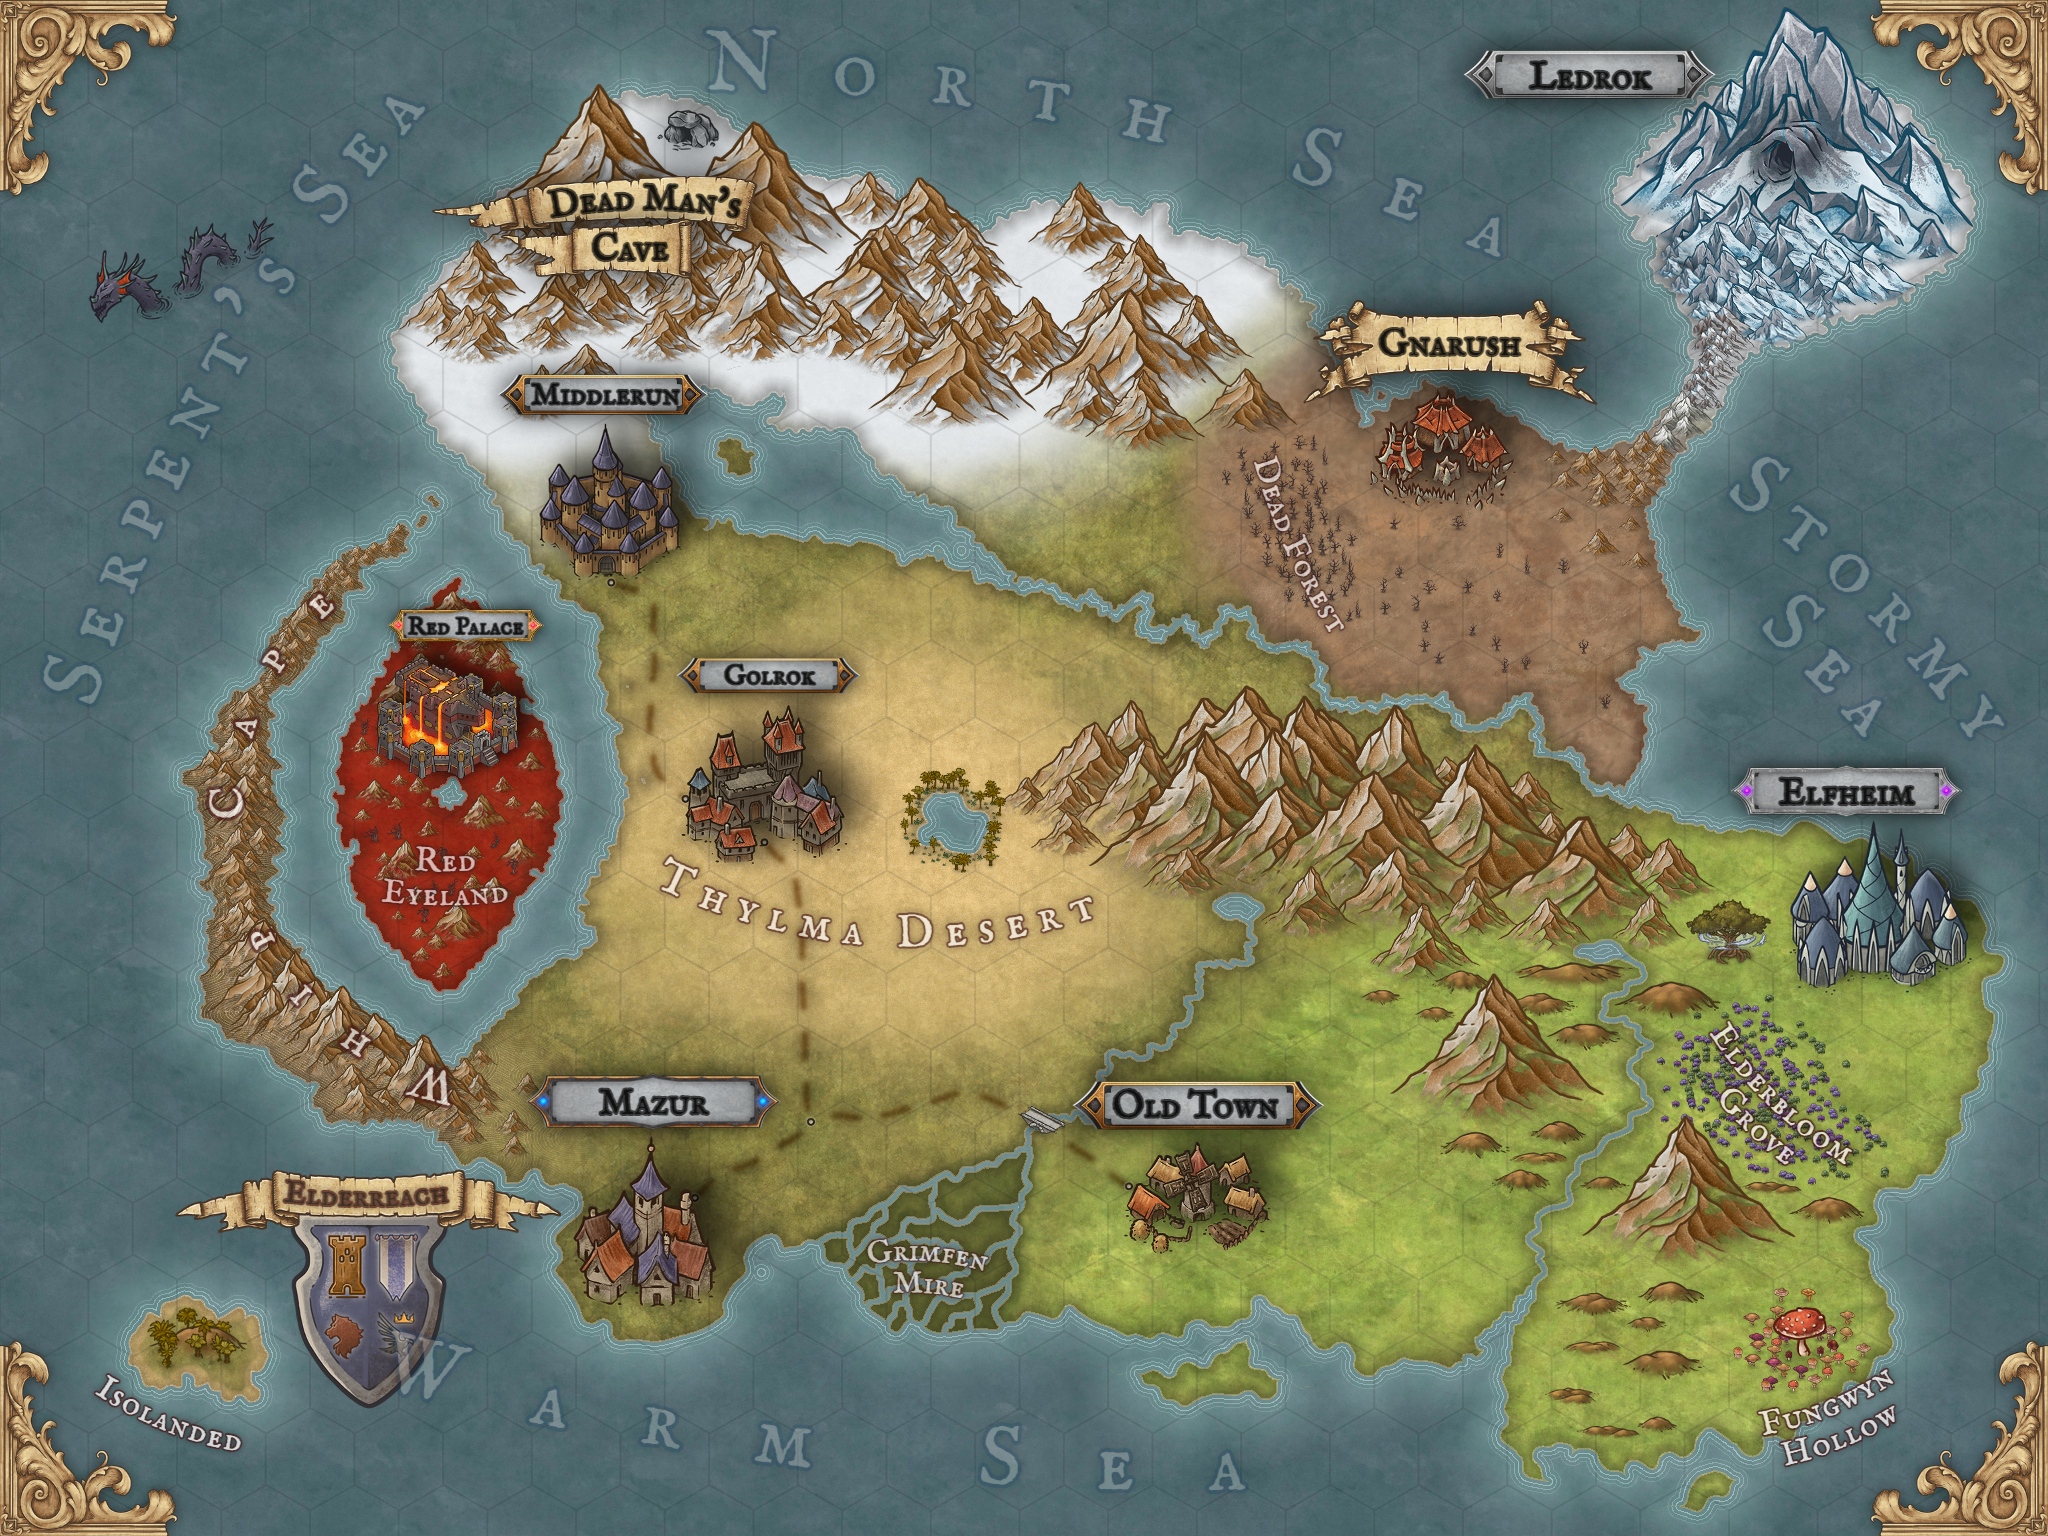 North Sea
Ledrok
Serpent's Sea
Dead Man's
Cave
Gnarush
Middlerun
Dead Forest
Stormy
Sea
Red Palace
Golrok
Elfheim
Whip Cape
Red
Eyeland
Thylma Desert
Elderbloom
Grove
Mazur
Old Town
Elderreach
Grimfen
Mire
Isolanded
Warm Sea
Fungwyn
Hollow